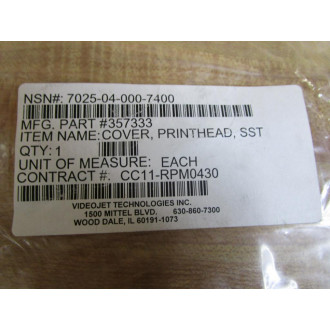 NSN#: 7025-04-000-7400
MFG. PART #357333
ITEM NAME: COVER, PRINTHEAD, SST
QTY: 1
UNIT OF MEASURE: EACH
CONTRACT #: CC11-RPM0430
VIDEOJET TECHNOLOGIES INC.
1500 MITTEL BLVD. 630-860-7300
WOOD DALE, IL 60191-1073